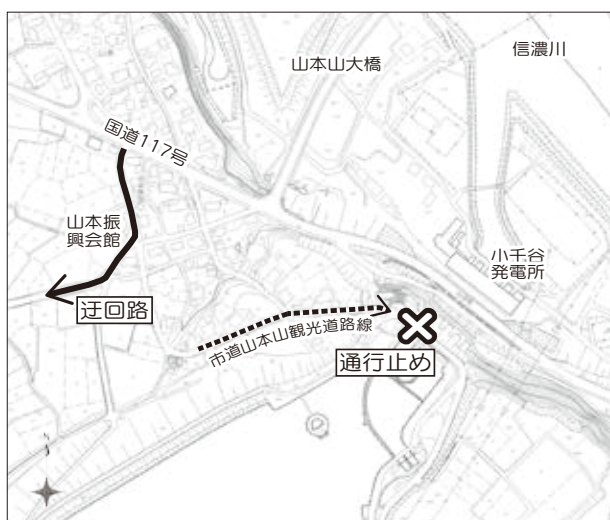 信濃川
山本山大橋
国道117号
山本振
興会館
小千谷
発電所
迂回路
市道山本山観光道路線
通行止め